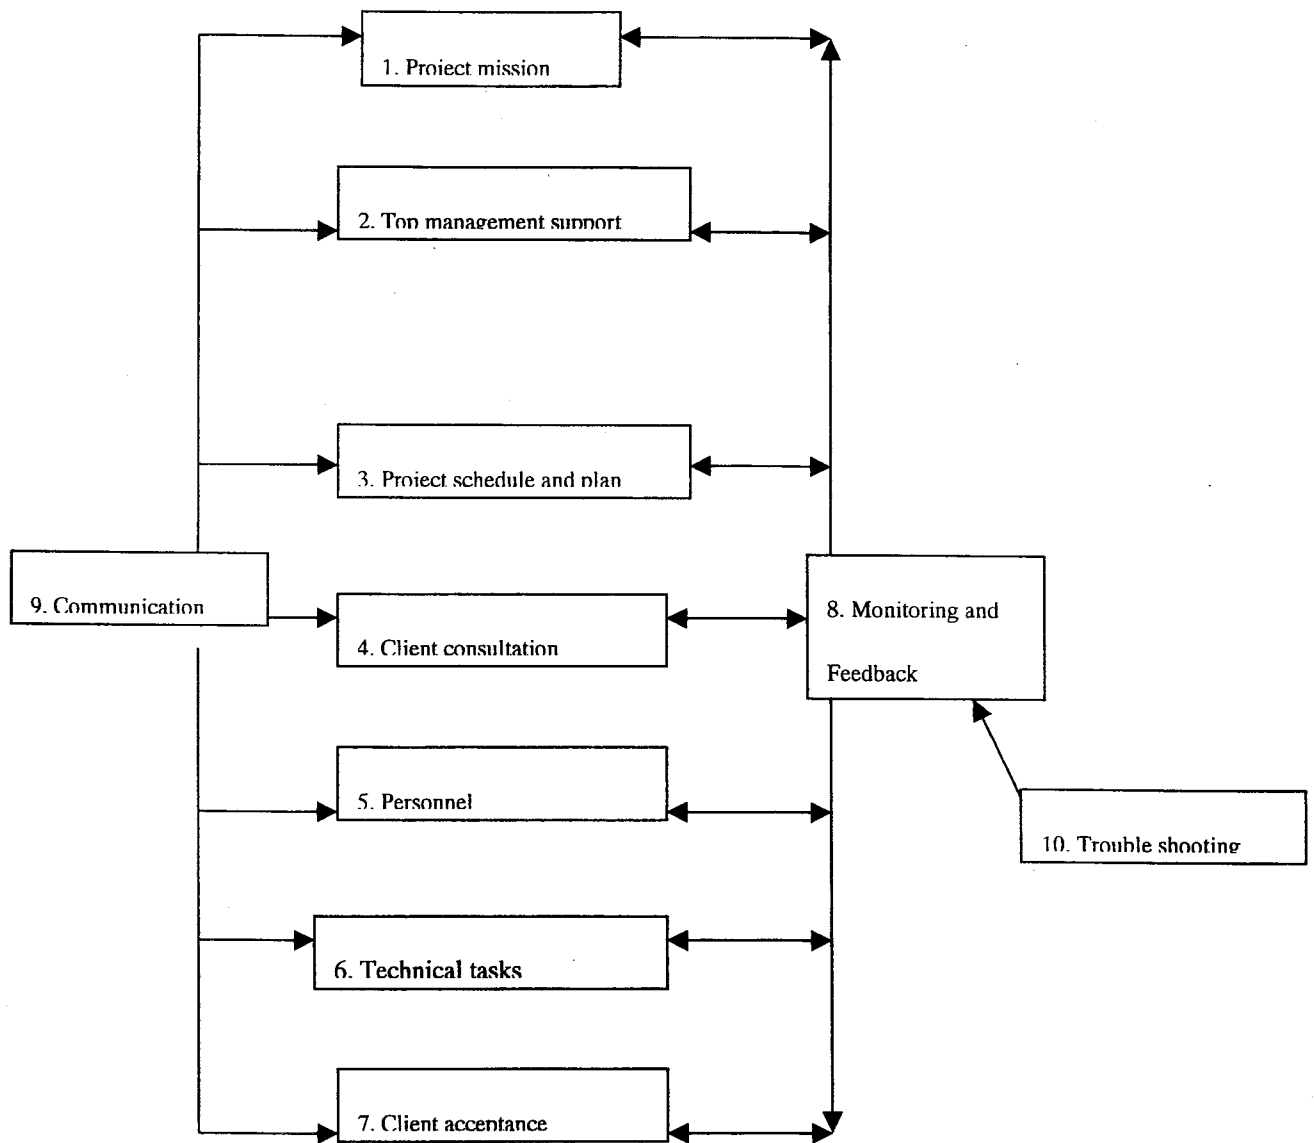 1. Project mission
2. Top management support
3. Project schedule and plan
9. Communication
4. Client consultation
8. Monitoring and
Feedback
5. Personnel
10. Trouble shooting
6. Technical tasks
7. Client acceptance